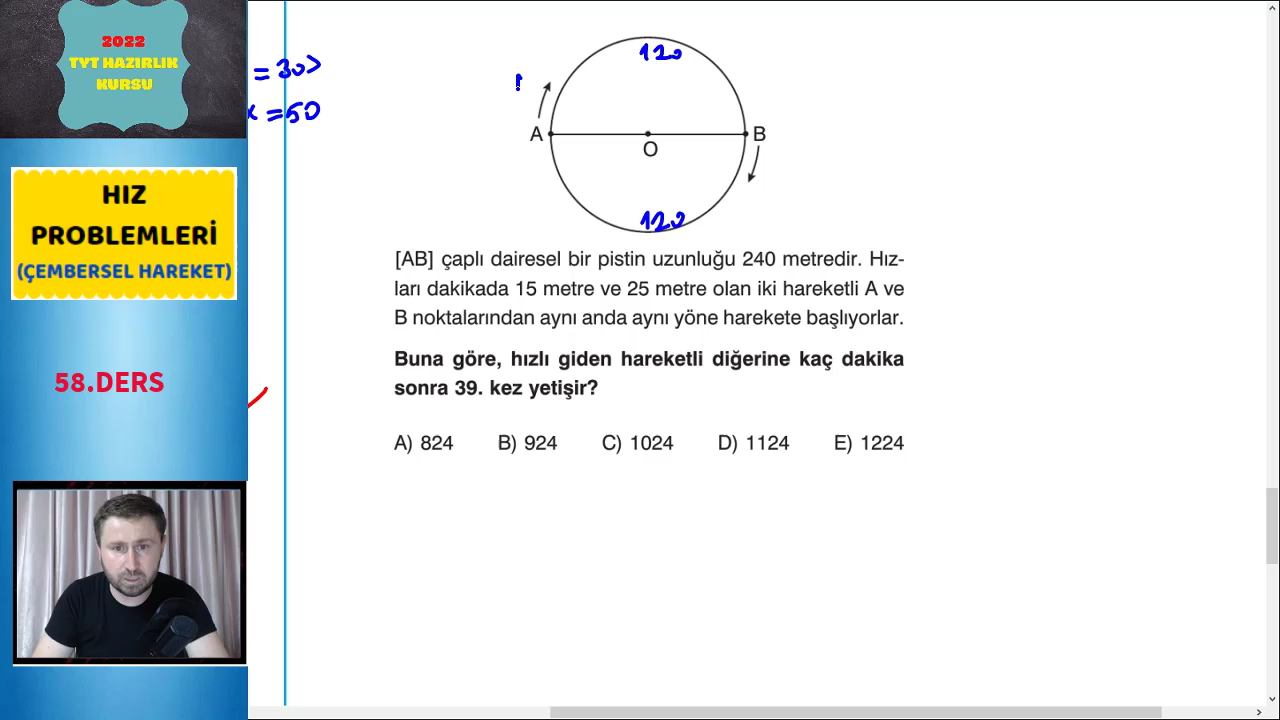 2022
TYT HAZIRLIK
KURSU
= 30>
x = 50
HIZ
PROBLEMLERİ
(ÇEMBERSEL HAREKET)
58.DERS
120
A
B
O
120
[AB] çaplı dairesel bir pistin uzunluğu 240 metredir. Hız-
ları dakikada 15 metre ve 25 metre olan iki hareketli A ve
B noktalarından aynı anda aynı yöne harekete başlıyorlar.
Buna göre, hızlı giden hareketli diğerine kaç dakika
sonra 39. kez yetişir?
A) 824 B) 924 C) 1024 D) 1124 E) 1224